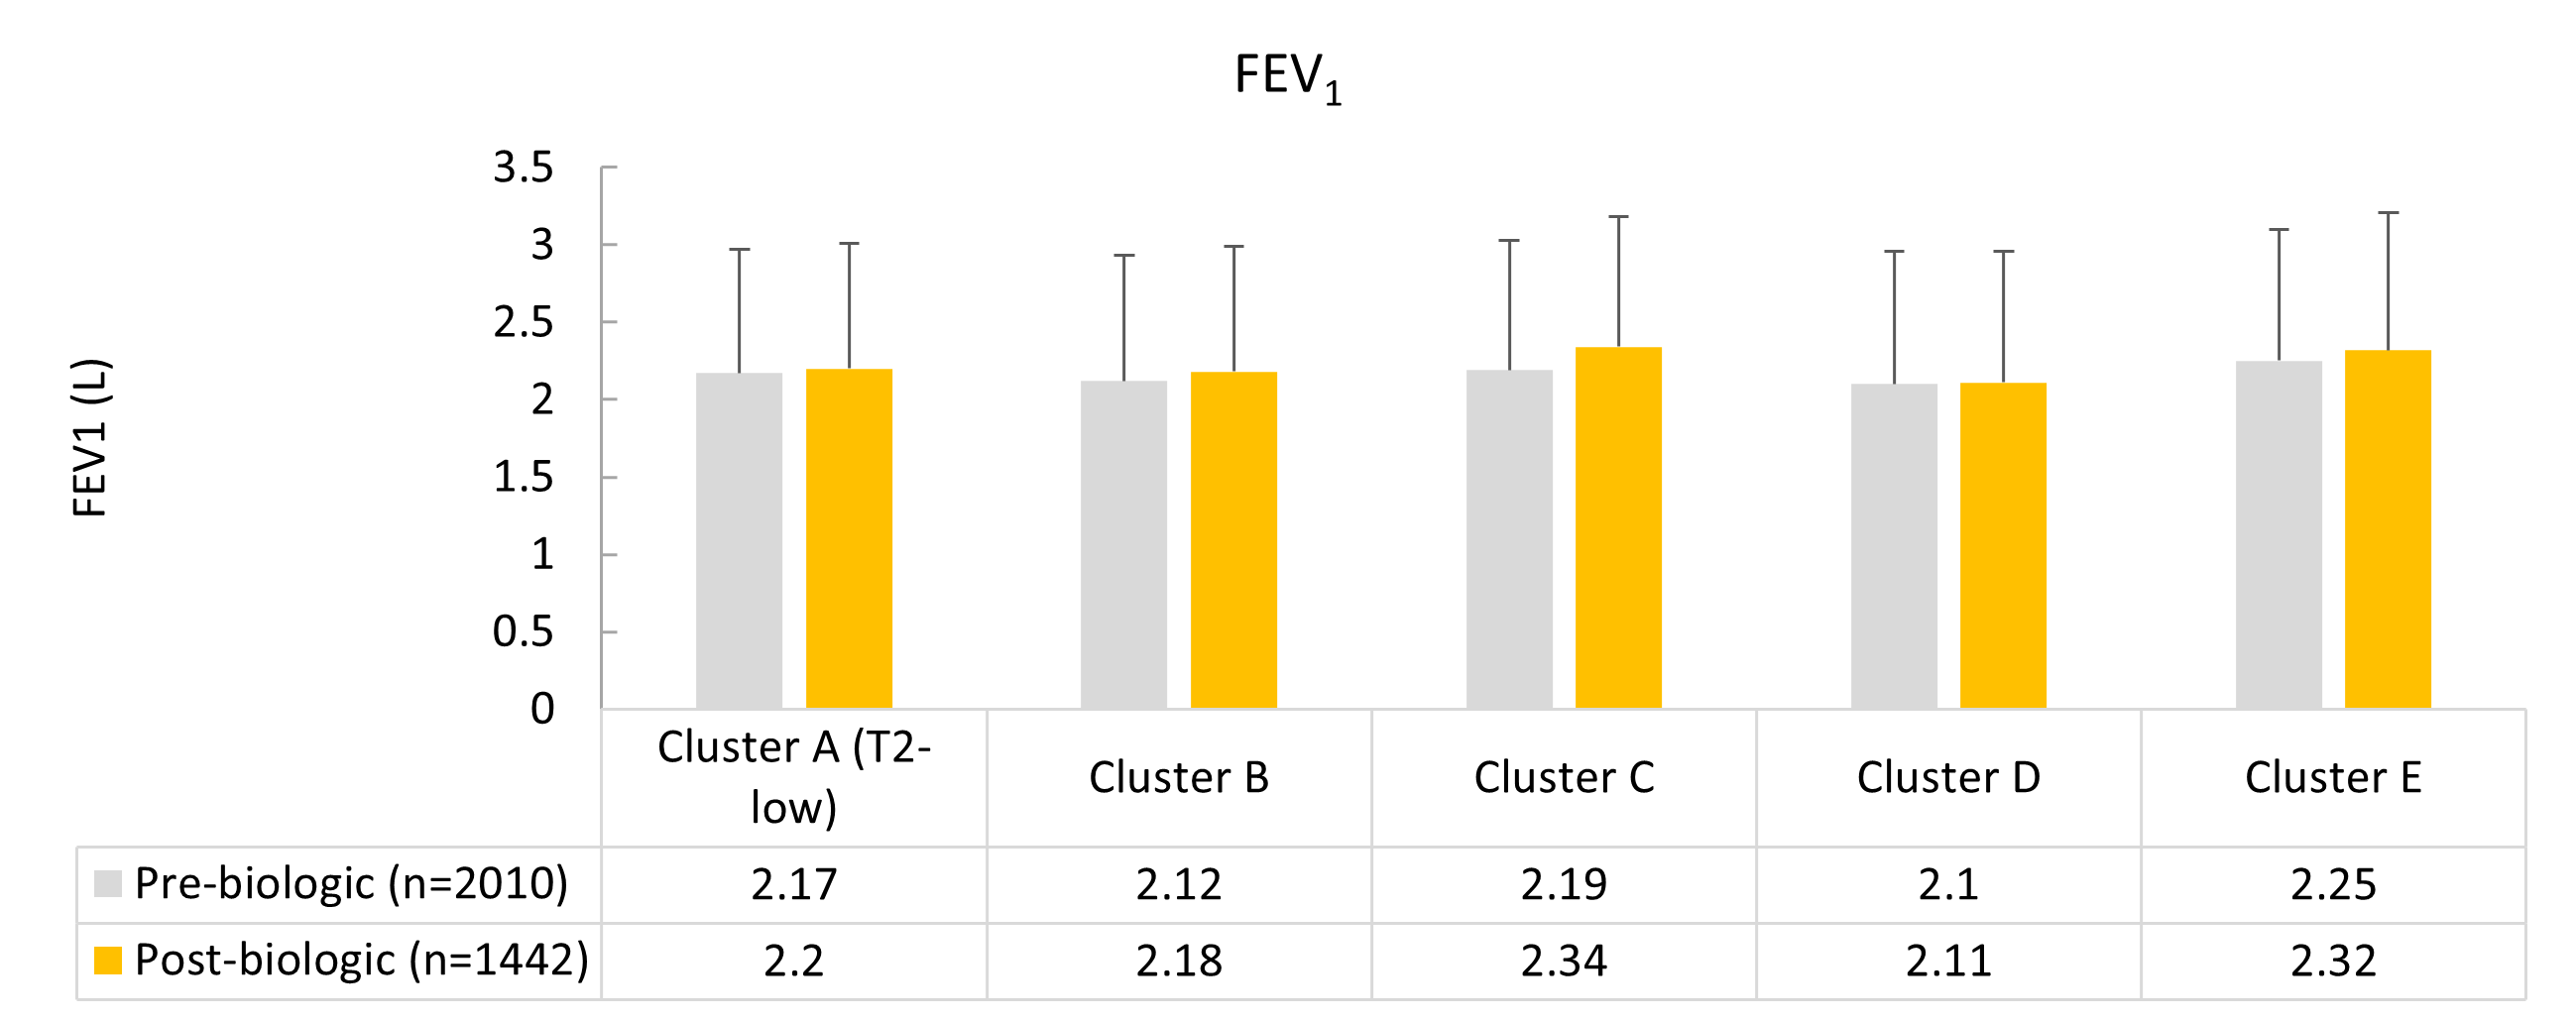 FEV₁
FEV1 (L)
3.5
3
2.5
2
1.5
1
0.5
0
Cluster A (T2-
low)
Cluster B
Cluster C
Cluster D
Cluster E
Pre-biologic (n=2010) 2.17 2.12 2.19 2.1 2.25
Post-biologic (n=1442) 2.2 2.18 2.34 2.11 2.32